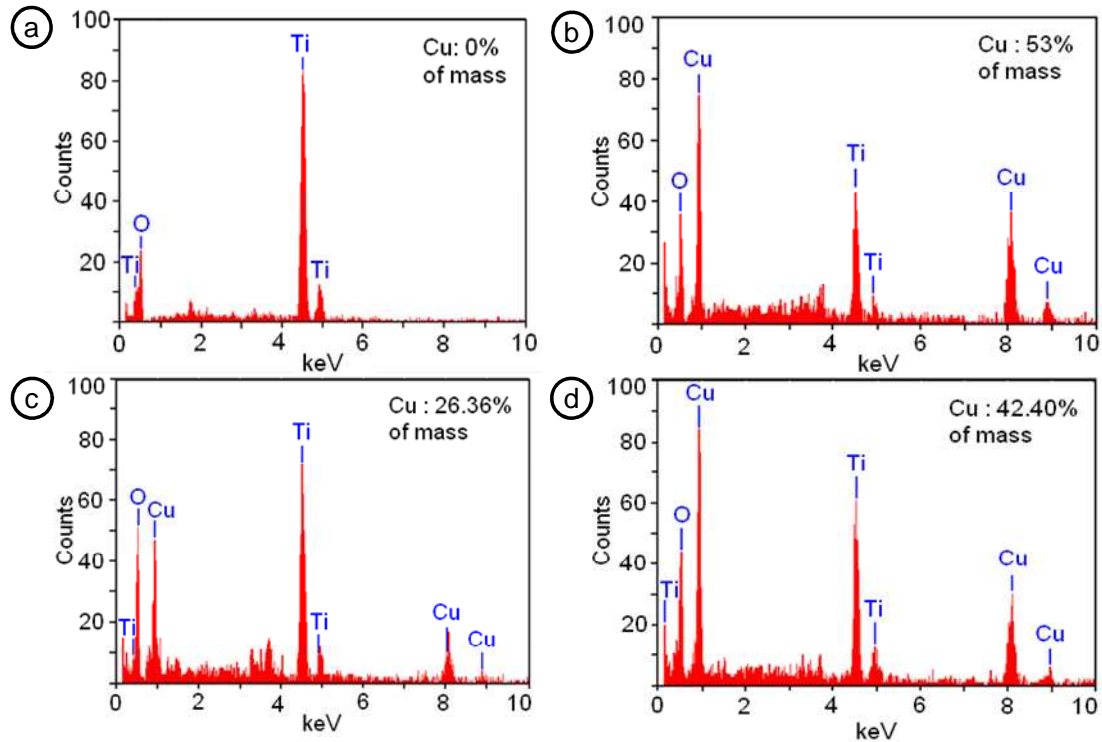 a
100
80
60
40
20
Counts
Ti
O
Ti
Ti
Cu: 0%
of mass
0 2 4 6 8 10
keV
b
100
80
60
40
20
Counts
O
Cu
Ti
Ti
Cu
Cu
Cu : 53%
of mass
0 2 4 6 8 10
keV
c
100
80
60
40
20
Counts
Ti
O
Cu
Ti
Ti
Cu
Cu
Cu : 26.36%
of mass
0 2 4 6 8 10
keV
d
100
80
60
40
20
Counts
Ti
O
Cu
Ti
Ti
Cu
Cu
Cu : 42.40%
of mass
0 2 4 6 8 10
keV